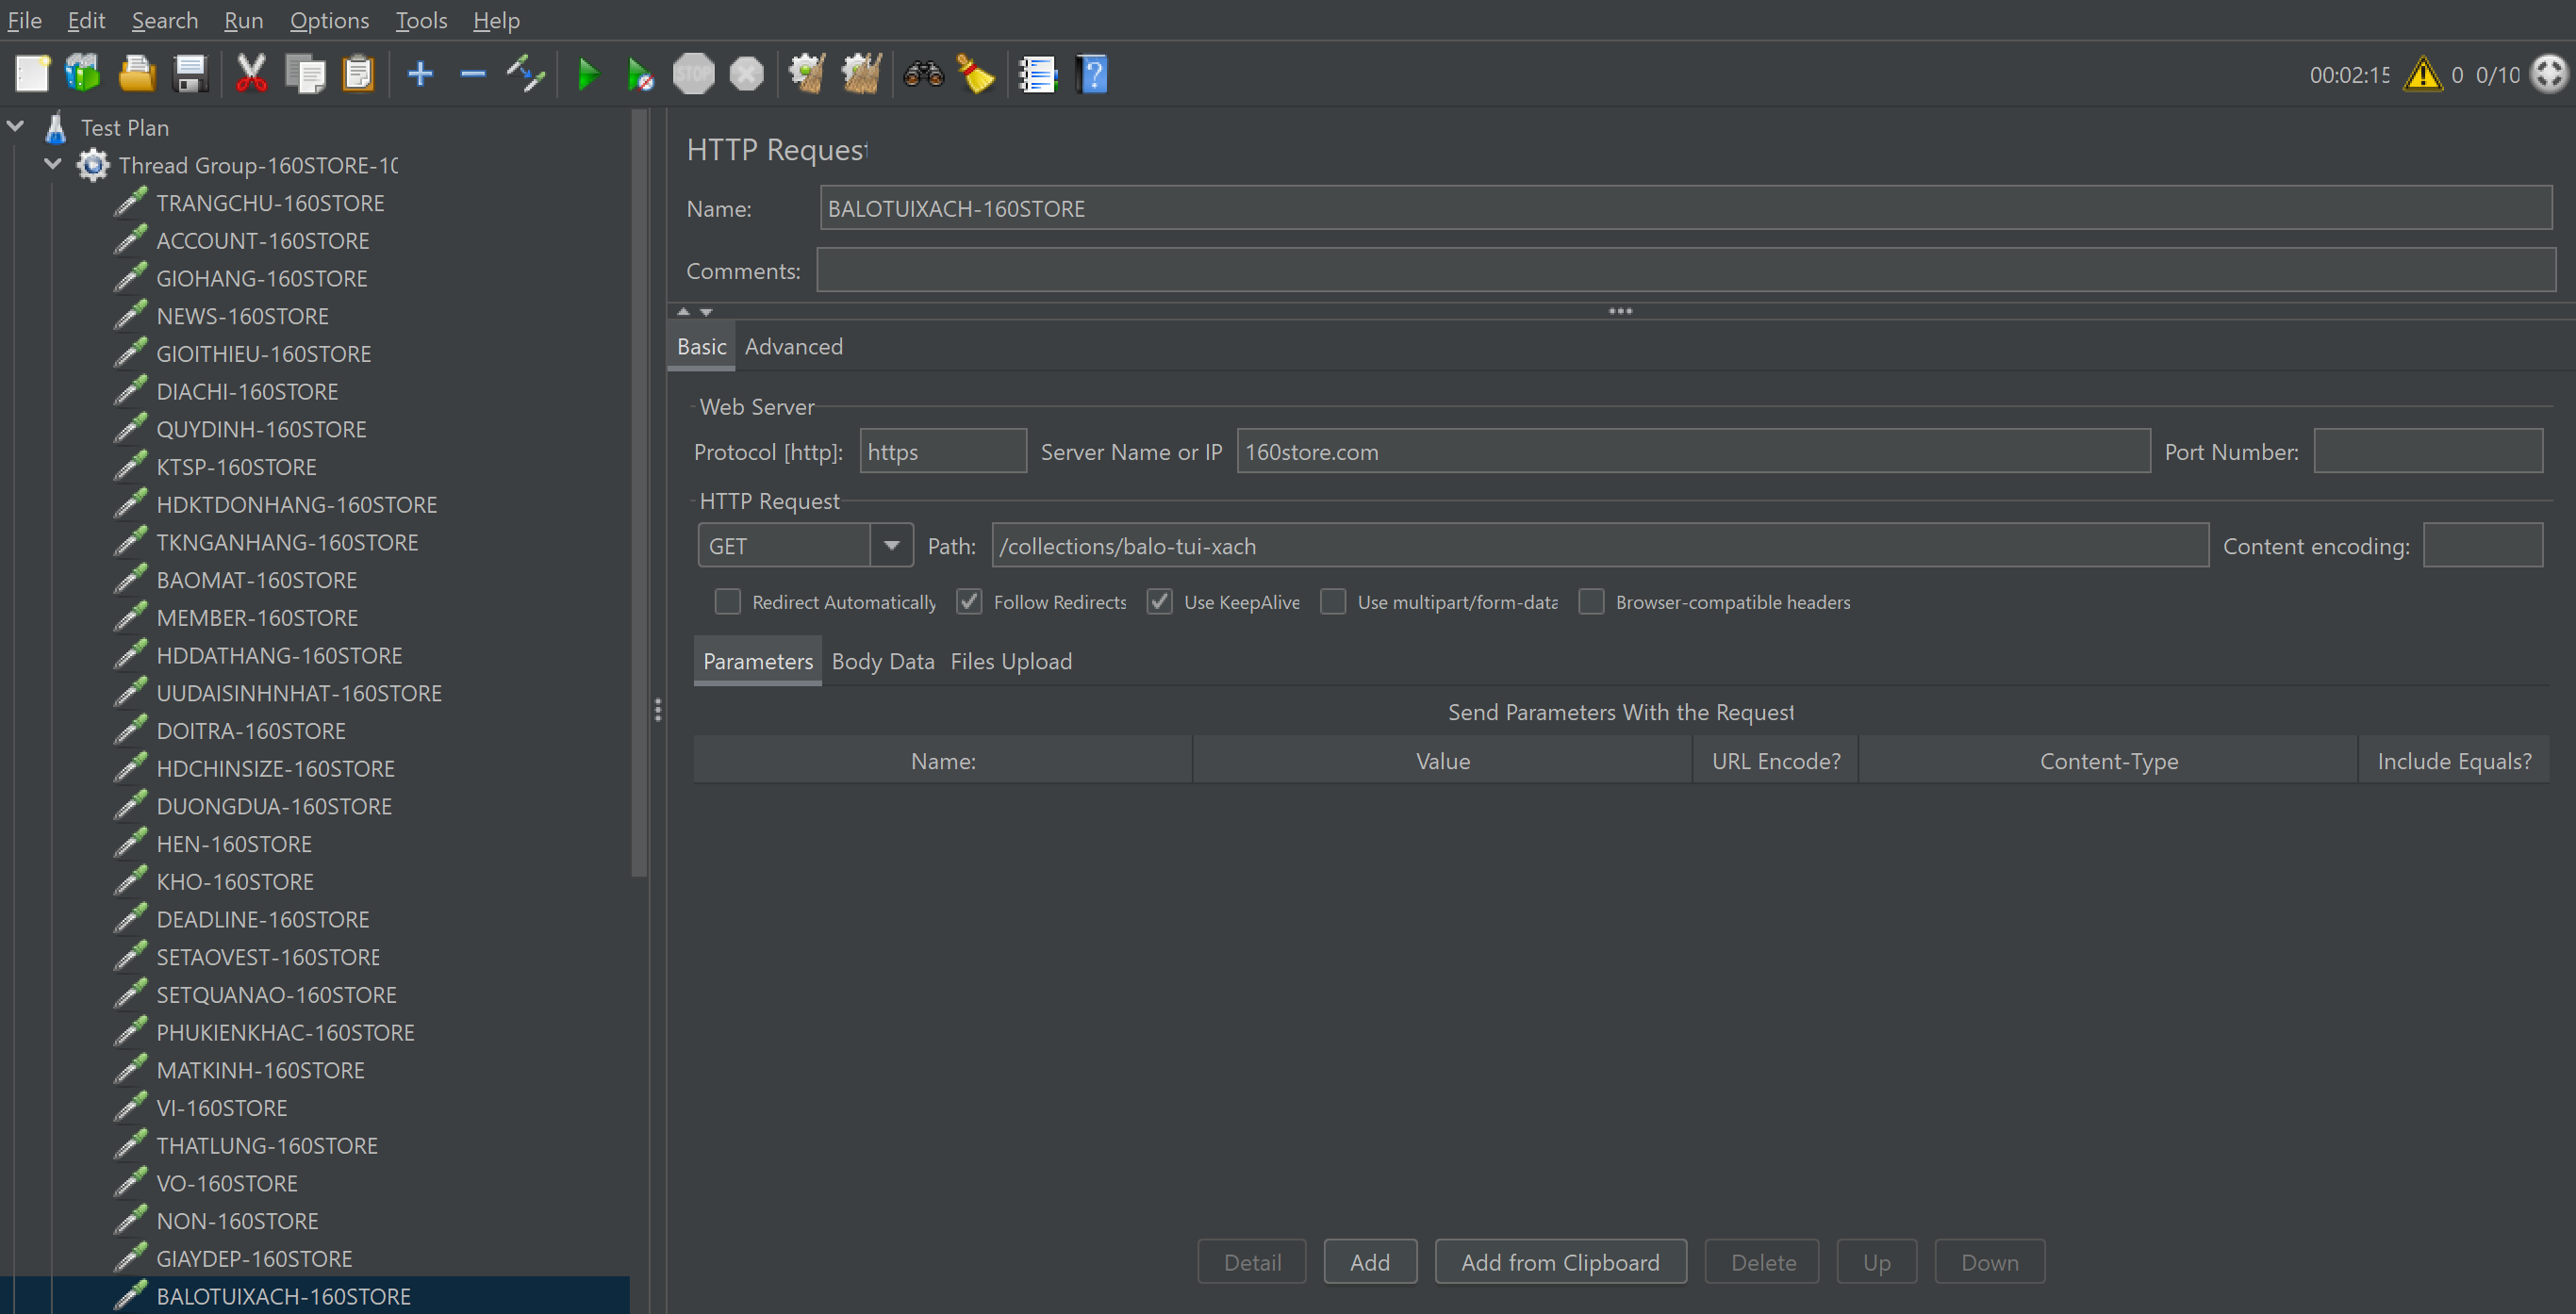 File Edit Search Run Options Tools Help
STOP
00:02:15 0 0/10
Test Plan
Thread Group-160STORE-10
TRANGCHU-160STORE
ACCOUNT-160STORE
GIOHANG-160STORE
NEWS-160STORE
GIOITHIEU-160STORE
DIACHI-160STORE
QUYDINH-160STORE
KTSP-160STORE
HDKTDONHANG-160STORE
TKNGANHANG-160STORE
BAOMAT-160STORE
MEMBER-160STORE
HDDATHANG-160STORE
UUDAISINHNHAT-160STORE
DOITRA-160STORE
HDCHINSIZE-160STORE
DUONGDUA-160STORE
HEN-160STORE
KHO-160STORE
DEADLINE-160STORE
SETAOVEST-160STORE
SETQUANAO-160STORE
PHUKIENKHAC-160STORE
MATKINH-160STORE
VI-160STORE
THATLUNG-160STORE
VO-160STORE
NON-160STORE
GIAYDEP-160STORE
BALOTUIXACH-160STORE
HTTP Request
Name: BALOTUIXACH-160STORE
Comments:
Basic Advanced
Web Server
Protocol [http]: https Server Name or IP 160store.com Port Number:
HTTP Request
GET Path: /collections/balo-tui-xach Content encoding:
Redirect Automatically Follow Redirects Use KeepAlive Use multipart/form-data Browser-compatible headers
Parameters Body Data Files Upload
Send Parameters With the Request
Name: Value URL Encode? Content-Type Include Equals?
Detail Add Add from Clipboard Delete Up Down